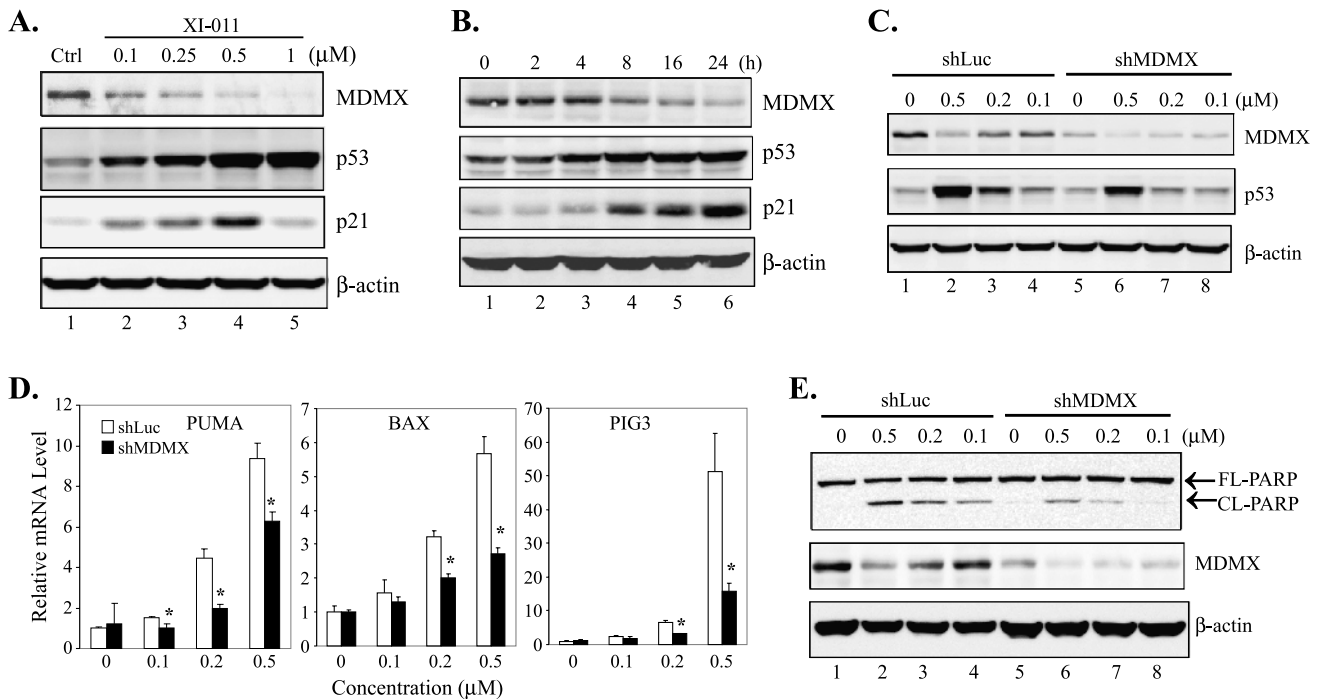 A.
XI-011
Ctrl 0.1 0.25 0.5 1 (μM)
MDMX
p53
p21
β-actin
1 2 3 4 5
B.
0 2 4 8 16 24 (h)
MDMX
p53
p21
β-actin
1 2 3 4 5 6
C.
shLuc shMDMX
0 0.5 0.2 0.1 0 0.5 0.2 0.1 (μM)
MDMX
p53
β-actin
1 2 3 4 5 6 7 8
D.
Relative mRNA Level
PUMA
shLuc
shMDMX
12
10
8
6
4
2
0
* * *
0 0.1 0.2 0.5
BAX
7
6
5
4
3
2
1
0
* *
0 0.1 0.2 0.5
PIG3
70
60
50
40
30
20
10
0
* *
0 0.1 0.2 0.5
Concentration (μM)
E.
shLuc shMDMX
0 0.5 0.2 0.1 0 0.5 0.2 0.1 (μM)
FL-PARP
CL-PARP
MDMX
β-actin
1 2 3 4 5 6 7 8